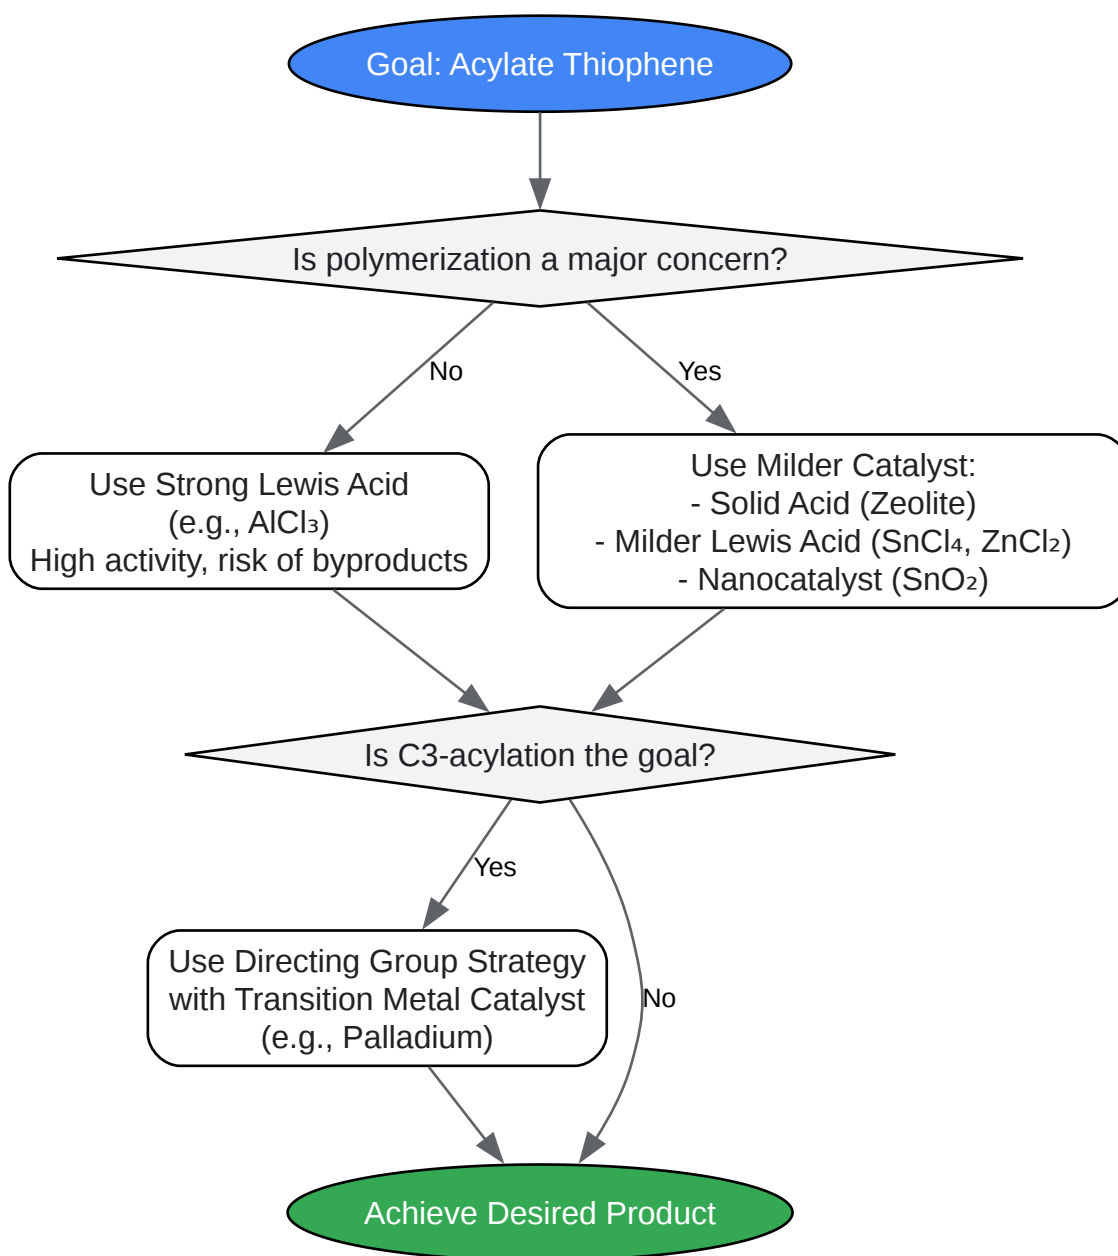 Goal: Acylate Thiophene
Is polymerization a major concern?
No
Yes
Use Strong Lewis Acid
(e.g., AlCl₃)
High activity, risk of byproducts
Use Milder Catalyst:
- Solid Acid (Zeolite)
- Milder Lewis Acid (SnCl₄, ZnCl₂)
- Nanocatalyst (SnO₂)
Is C3-acylation the goal?
Yes
Use Directing Group Strategy
with Transition Metal Catalyst
(e.g., Palladium)
No
Achieve Desired Product